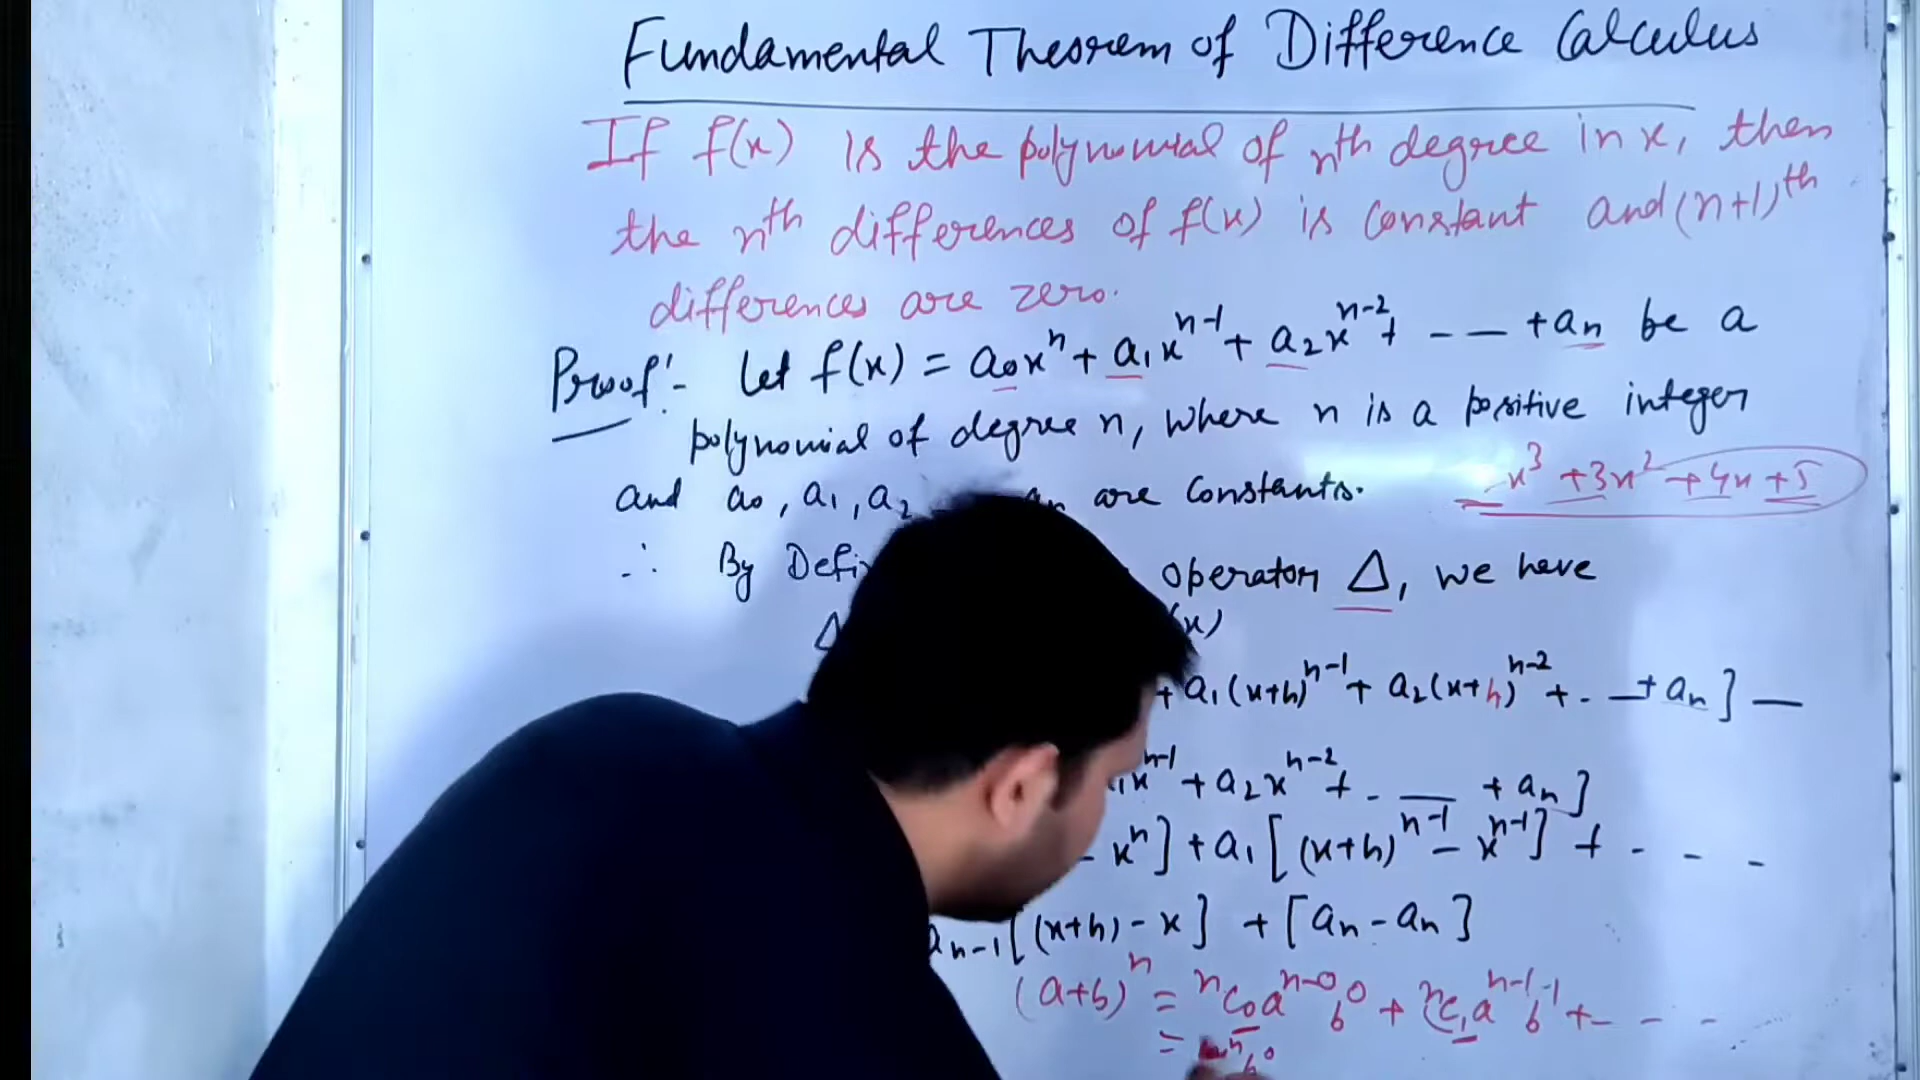 Fundamental Theorem of Difference Calculus
If f(x) is the polynomial of nth degree in x, then
the nth differences of f(x) is constant and (n+1)th
differences are zero.
Proof:- Let f(x) = a₀xⁿ + a₁xⁿ⁻¹ + a₂xⁿ⁻² + - — + aₙ be a
polynomial of degree n, where n is a positive integer
and a₀, a₁, a₂ aₙ are constants.
x³ + 3x² + 4x + 5
∴ By operator Δ, we have
Δ (x)
+ a₁(x+h)ⁿ⁻¹ + a₂(x+h)ⁿ⁻² + - — + aₙ] —
xⁿ⁻¹ + a₂xⁿ⁻² + - — + aₙ]
- xⁿ] + a₁[(x+h)ⁿ⁻¹ - xⁿ⁻¹] + - - -
aₙ₋₁[(x+h) - x] + [aₙ - aₙ]
(a+b)ⁿ = ⁿC₀aⁿ⁻⁰b⁰ + ⁿC₁aⁿ⁻¹b¹ + - - -
=